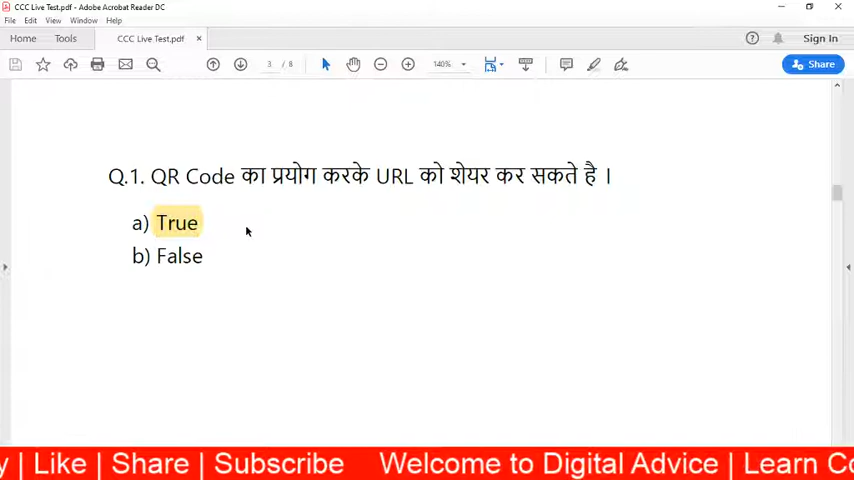 CCC Live Test.pdf - Adobe Acrobat Reader DC
File Edit View Window Help
Home Tools CCC Live Test.pdf × Sign In
3 / 8 140% Share
Q.1. QR Code का प्रयोग करके URL को शेयर कर सकते है ।
a) True
b) False
y | Like | Share | Subscribe Welcome to Digital Advice | Learn Co